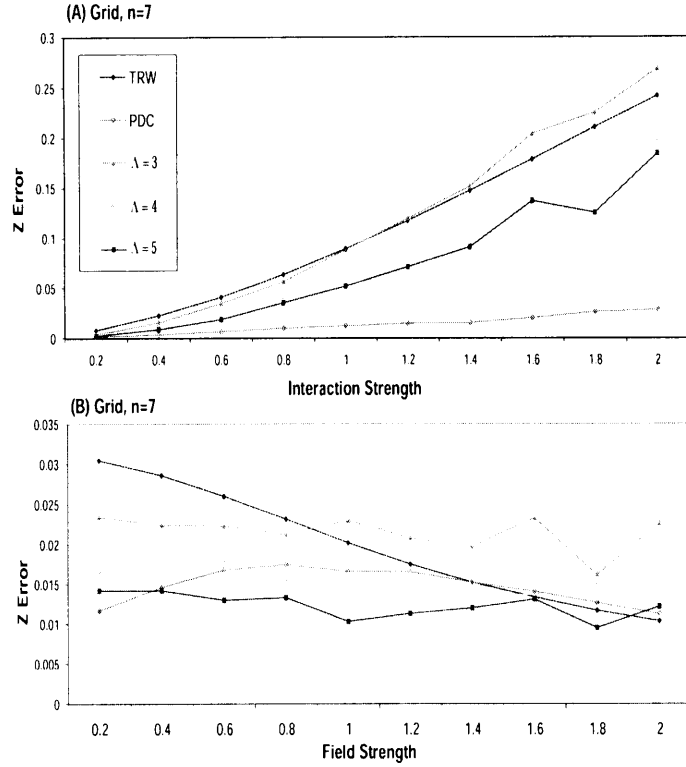 (A) Grid, n=7
0.3
0.25
0.2
0.15
0.1
0.05
0
Z Error
TRW
PDC
Λ = 3
Λ = 4
Λ = 5
0.2 0.4 0.6 0.8 1 1.2 1.4 1.6 1.8 2
Interaction Strength
(B) Grid, n=7
0.035
0.03
0.025
0.02
0.015
0.01
0.005
0
Z Error
0.2 0.4 0.6 0.8 1 1.2 1.4 1.6 1.8 2
Field Strength